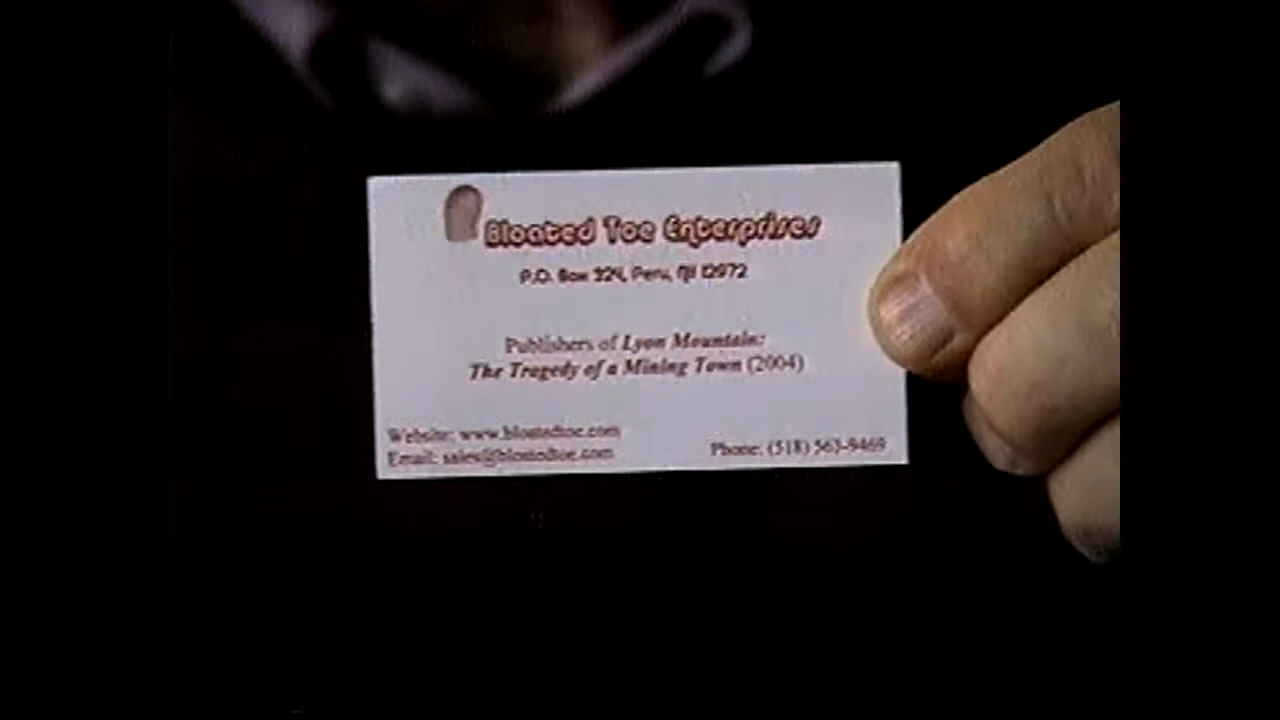 Bloated Toe Enterprises
P.O. Box 324, Peru, NY 12972
Publishers of Lyon Mountain:
The Tragedy of a Mining Town (2004)
Website: www.bloatedtoe.com
Email: sales@bloatedtoe.com
Phone: (518) 563-9469